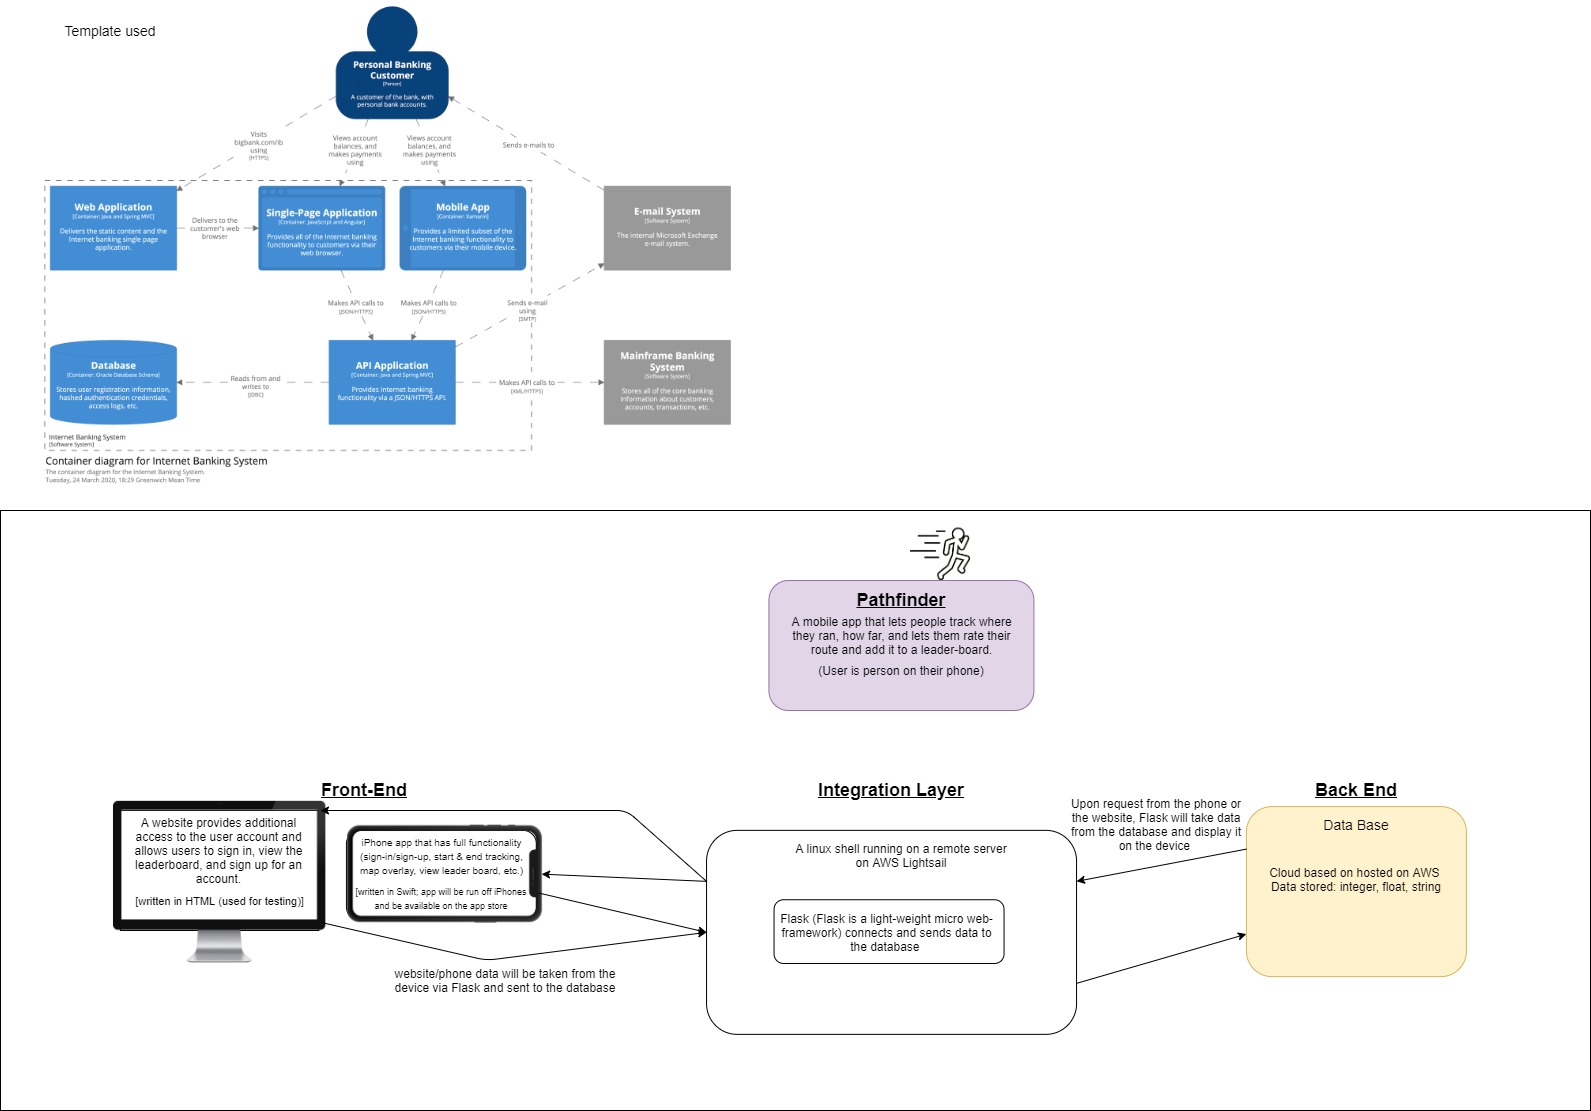 Template used
Personal Banking
Customer
[Person]
A customer of the bank, with
personal bank accounts.
Visits
bigbank.com/ib
using
[HTTPS]
Views account
balances, and
makes payments
using
Views account
balances, and
makes payments
using
Sends e-mails to
Web Application
[Container: Java and Spring MVC]
Delivers the static content and the
Internet banking single page
application.
Delivers to the
customer's web
browser
Single-Page Application
[Container: JavaScript and Angular]
Provides all of the Internet banking
functionality to customers via their
web browser.
Mobile App
[Container: Xamarin]
Provides a limited subset of the
Internet banking functionality to
customers via their mobile device.
E-mail System
[Software System]
The internal Microsoft Exchange
e-mail system.
Makes API calls to
[JSON/HTTPS]
Makes API calls to
[JSON/HTTPS]
Sends e-mail
using
[SMTP]
Database
[Container: Oracle Database Schema]
Stores user registration information,
hashed authentication credentials,
access logs, etc.
Reads from and
writes to
[JDBC]
API Application
[Container: Java and Spring MVC]
Provides Internet banking
functionality via a JSON/HTTPS API.
Makes API calls to
[XML/HTTPS]
Mainframe Banking
System
[Software System]
Stores all of the core banking
information about customers,
accounts, transactions, etc.
Internet Banking System
[Software System]
Container diagram for Internet Banking System
The container diagram for the Internet Banking System.
Tuesday, 24 March 2020, 18:29 Greenwich Mean Time
Pathfinder
A mobile app that lets people track where
they ran, how far, and lets them rate their
route and add it to a leader-board.
(User is person on their phone)
Front-End
A website provides additional
access to the user account and
allows users to sign in, view the
leaderboard, and sign up for an
account.
[written in HTML (used for testing)]
iPhone app that has full functionality
(sign-in/sign-up, start & end tracking,
map overlay, view leader board, etc.)
[written in Swift; app will be run off iPhones
and be available on the app store
website/phone data will be taken from the
device via Flask and sent to the database
Integration Layer
A linux shell running on a remote server
on AWS Lightsail
Flask (Flask is a light-weight micro web-
framework) connects and sends data to
the database
Upon request from the phone or
the website, Flask will take data
from the database and display it
on the device
Back End
Data Base
Cloud based on hosted on AWS
Data stored: integer, float, string